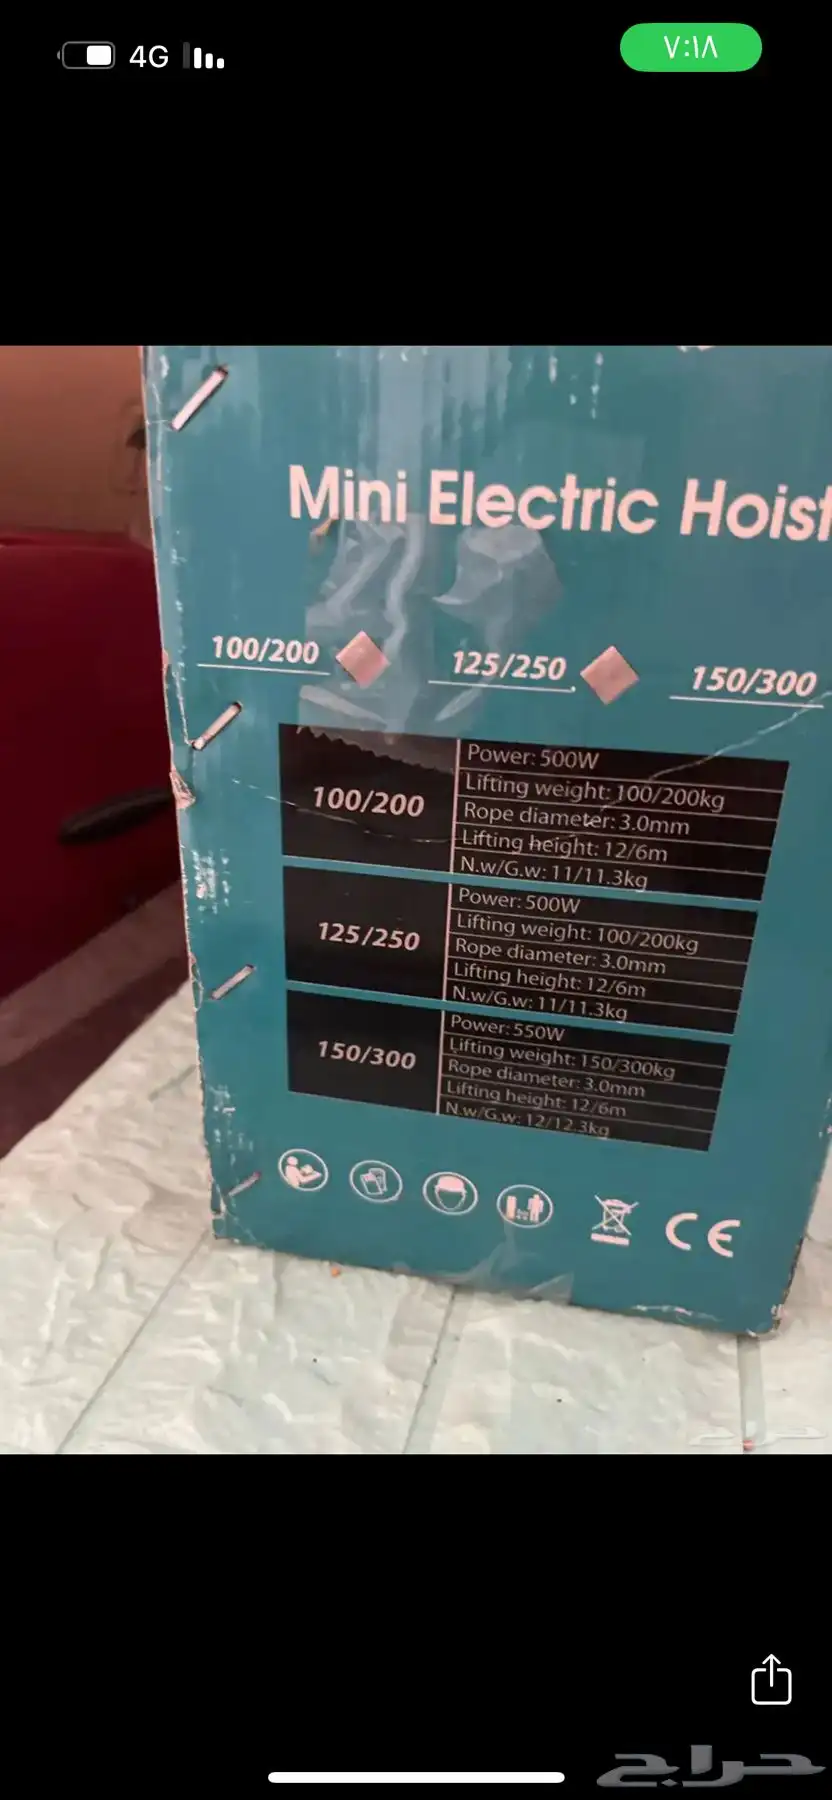 4G
٧:١٨
Mini Electric Hoist
100/200 125/250 150/300
100/200
Power: 500W
Lifting weight: 100/200kg
Rope diameter: 3.0mm
Lifting height: 12/6m
N.w/G.w: 11/11.3kg
125/250
Power: 500W
Lifting weight: 100/200kg
Rope diameter: 3.0mm
Lifting height: 12/6m
N.w/G.w: 11/11.3kg
150/300
Power: 550W
Lifting weight: 150/300kg
Rope diameter: 3.0mm
Lifting height: 12/6m
N.w/G.w: 12/12.3kg
CE
حراج
حراج